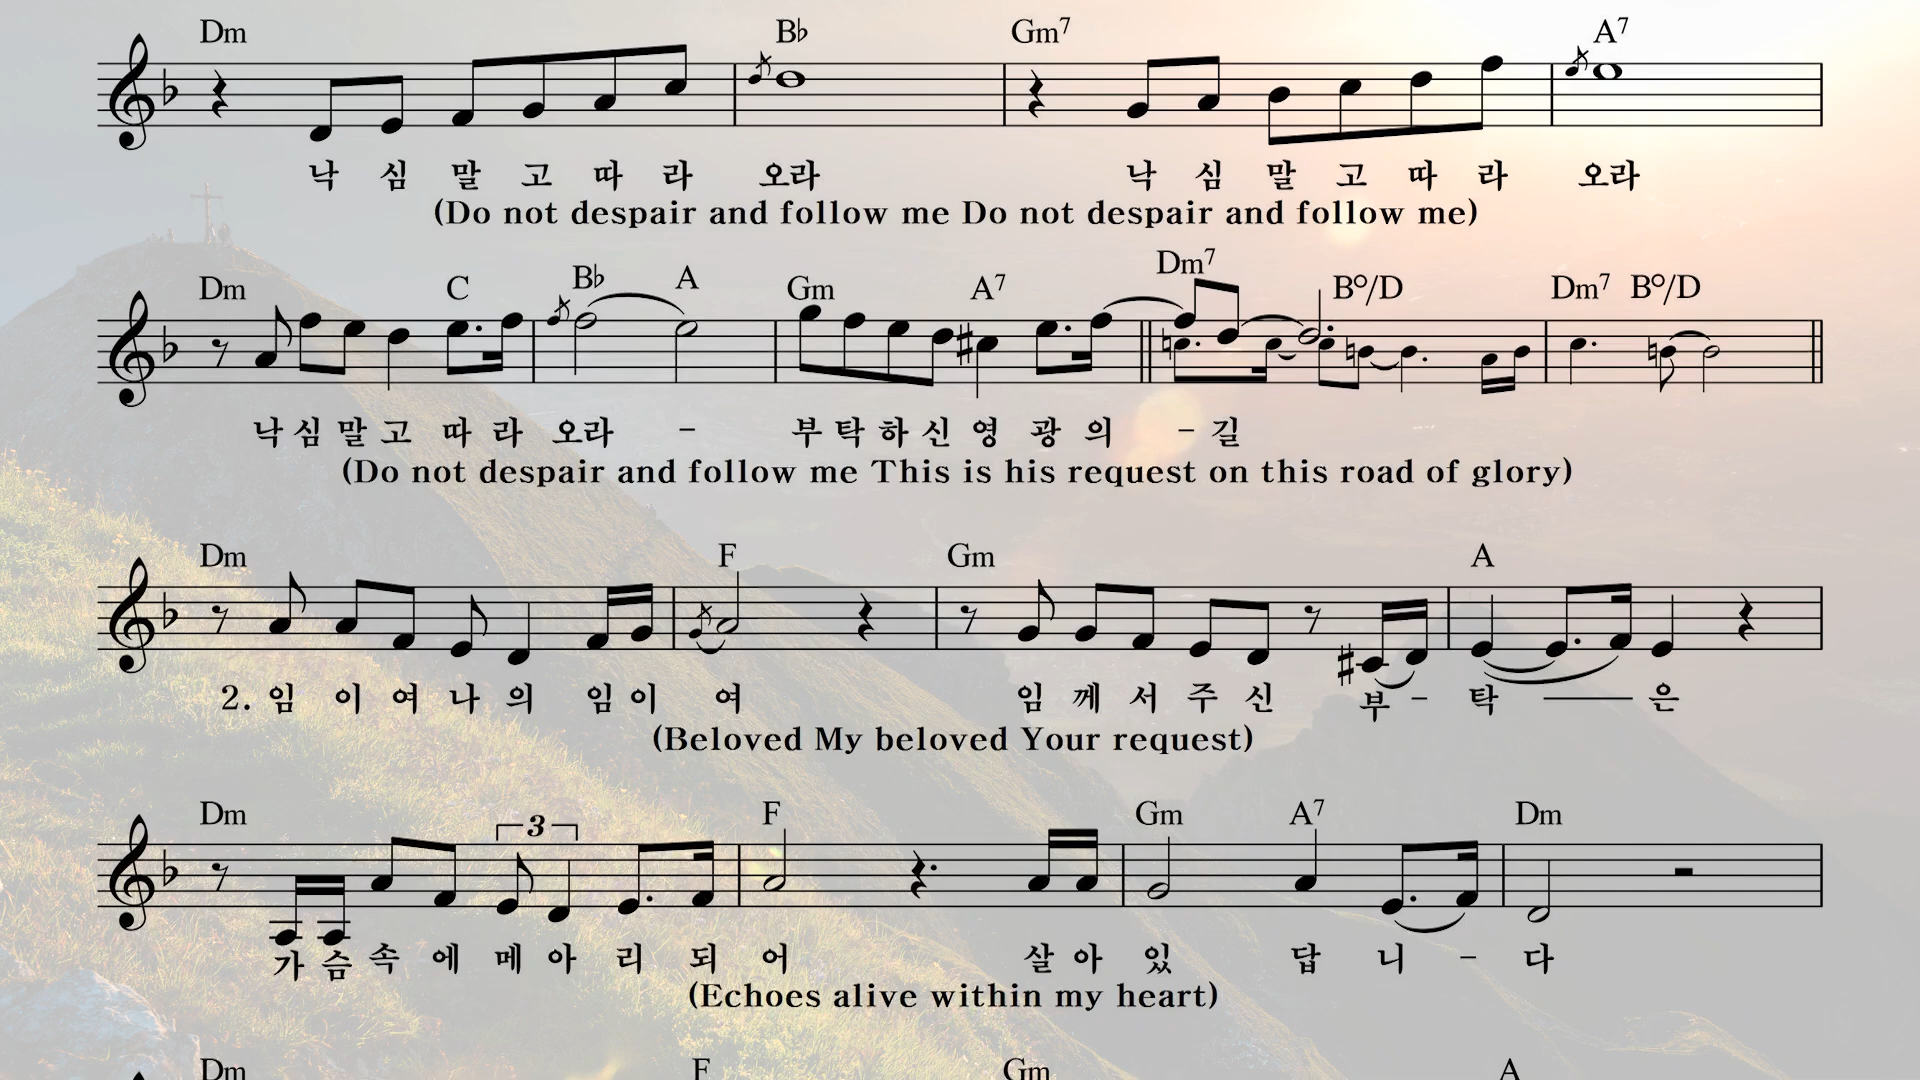 Dm B♭ Gm7 A7
낙 심 말 고 따 라 오라 낙 심 말 고 따 라 오라
(Do not despair and follow me Do not despair and follow me)
Dm C B♭ A Gm A7 Dm7 B°/D Dm7 B°/D
낙 심 말 고 따 라 오라 - 부 탁 하 신 영 광 의 - 길
(Do not despair and follow me This is his request on this road of glory)
Dm F Gm A
2. 임 이 여 나 의 임 이 여 임 께 서 주 신 부 - 탁 — 은
(Beloved My beloved Your request)
Dm 3 F Gm A7 Dm
가 슴 속 에 메 아 리 되 어 살 아 있 답 니 - 다
(Echoes alive within my heart)
Dm F Gm A